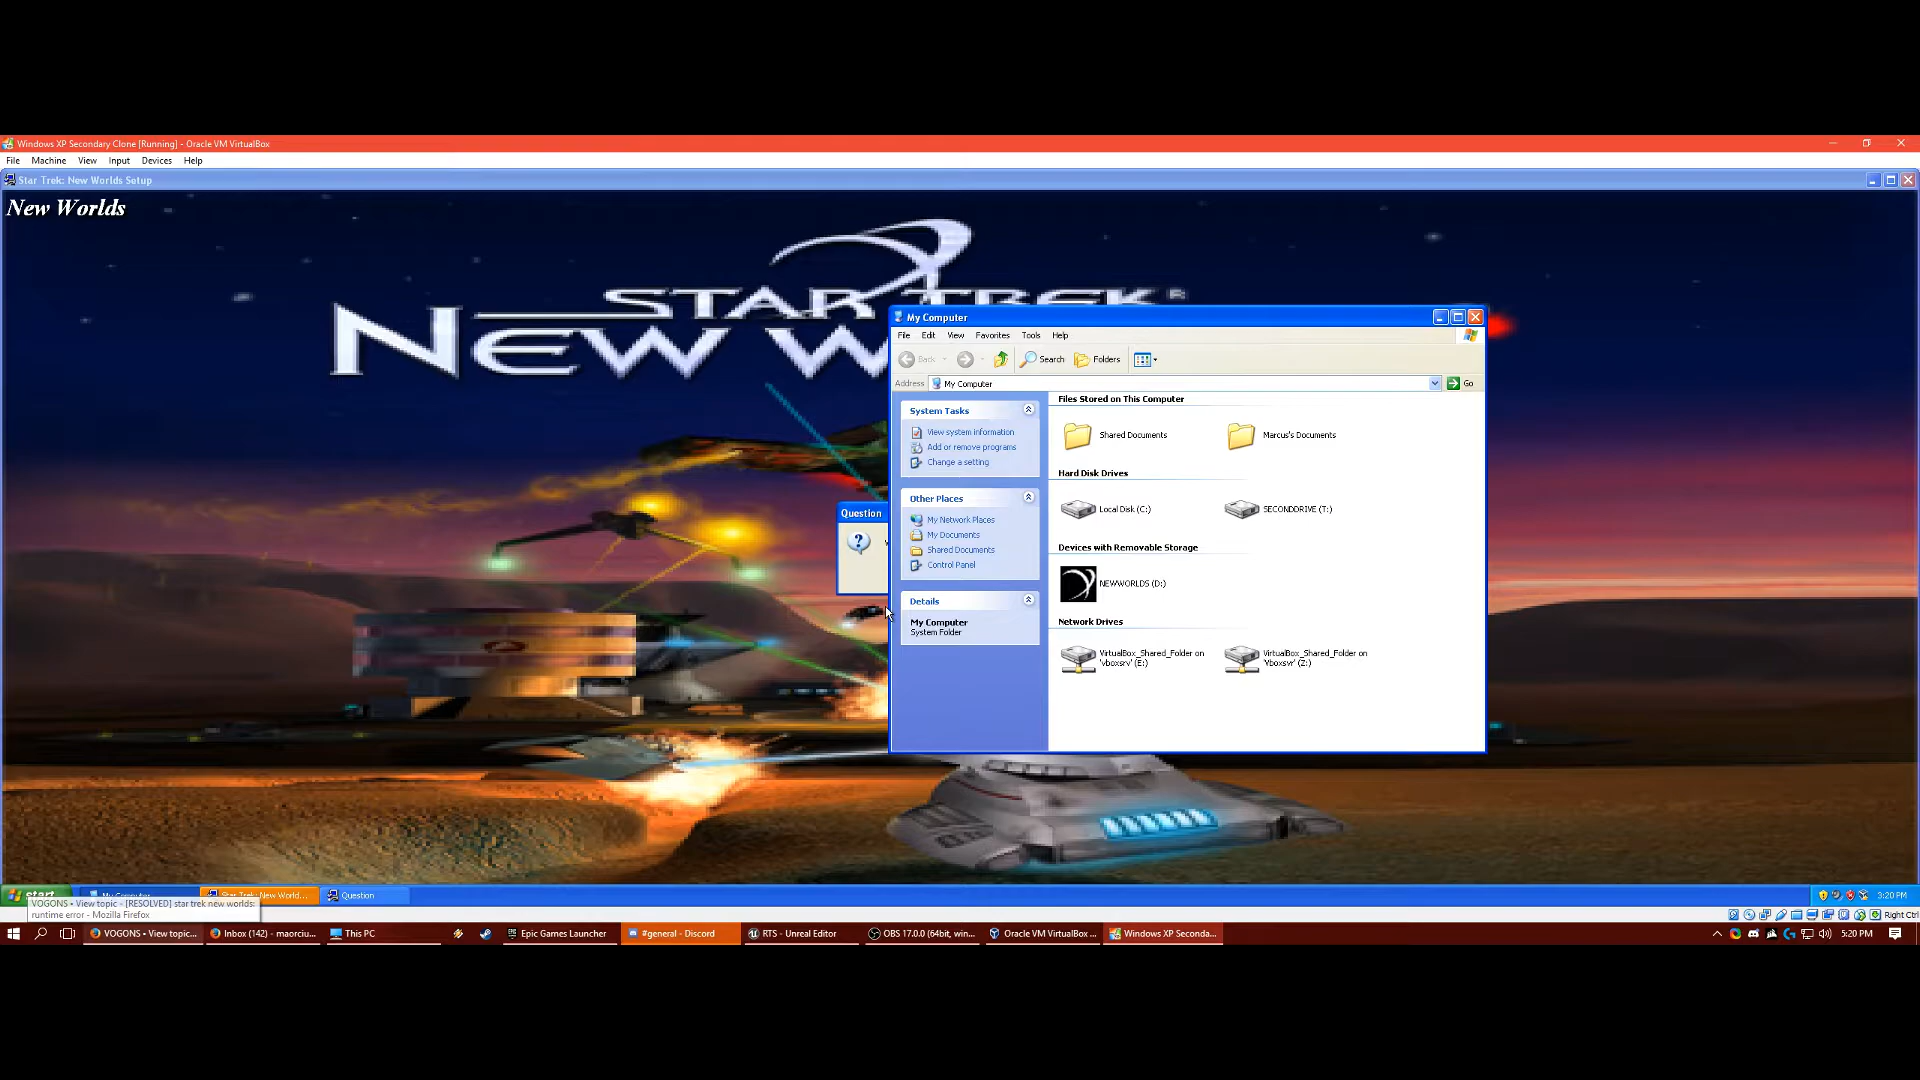 Windows XP Secondary Clone [Running] - Oracle VM VirtualBox
File Machine View Input Devices Help
Star Trek: New Worlds Setup
New Worlds
STAR TREK®
NEW W
My Computer
File Edit View Favorites Tools Help
Back Search Folders
Address My Computer Go
System Tasks
View system information
Add or remove programs
Change a setting
Other Places
My Network Places
My Documents
Shared Documents
Control Panel
Details
My Computer
System Folder
Files Stored on This Computer
Shared Documents Marcus's Documents
Hard Disk Drives
Local Disk (C:) SECONDDRIVE (T:)
Devices with Removable Storage
NEWWORLDS (D:)
Network Drives
VirtualBox_Shared_Folder on 'vboxsrv' (E:)
VirtualBox_Shared_Folder on 'Vboxsvr' (Z:)
Question
start My Computer Star Trek: New World... Question 3:20 PM
VOGONS • View topic - [RESOLVED] star trek new worlds:
runtime error - Mozilla Firefox
Right Ctrl
VOGONS • View topic... Inbox (142) - maorciu... This PC Epic Games Launcher #general - Discord RTS - Unreal Editor OBS 17.0.0 (64bit, win... Oracle VM VirtualBox ... Windows XP Seconda... 5:20 PM